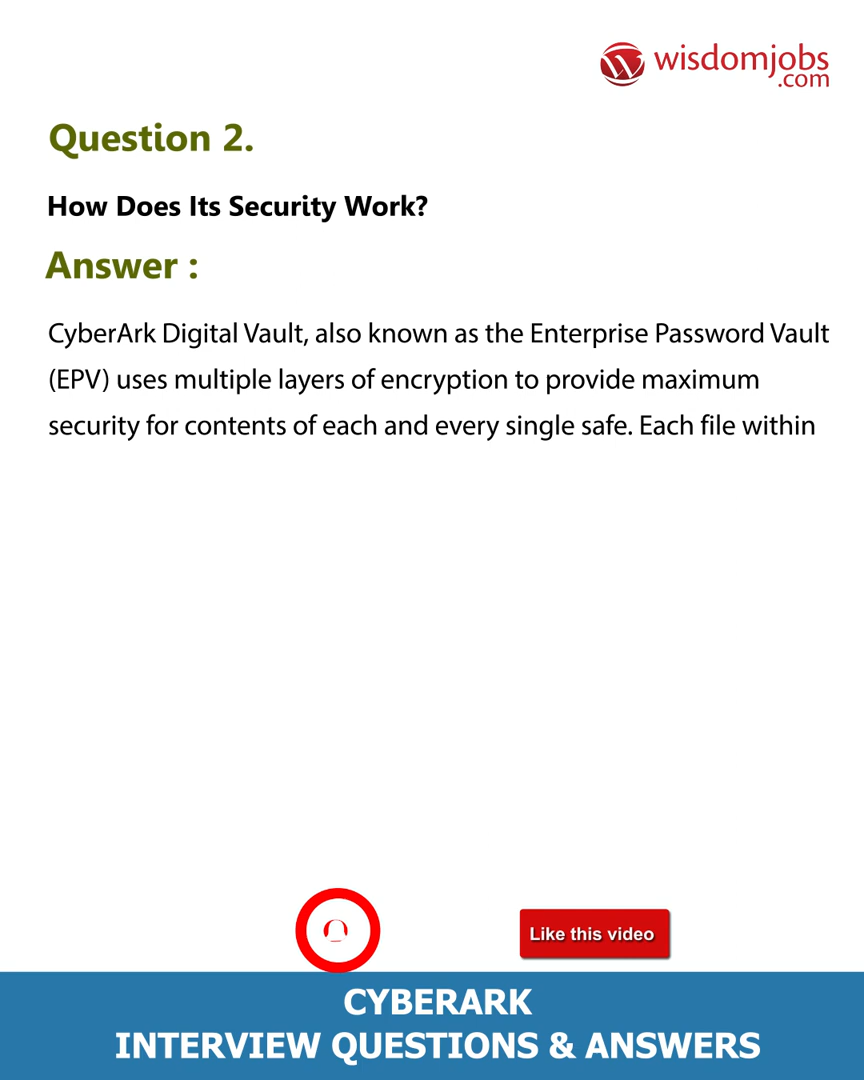 wisdomjobs
.com
Question 2.
How Does Its Security Work?
Answer :
CyberArk Digital Vault, also known as the Enterprise Password Vault
(EPV) uses multiple layers of encryption to provide maximum
security for contents of each and every single safe. Each file within
Like this video
CYBERARK
INTERVIEW QUESTIONS & ANSWERS